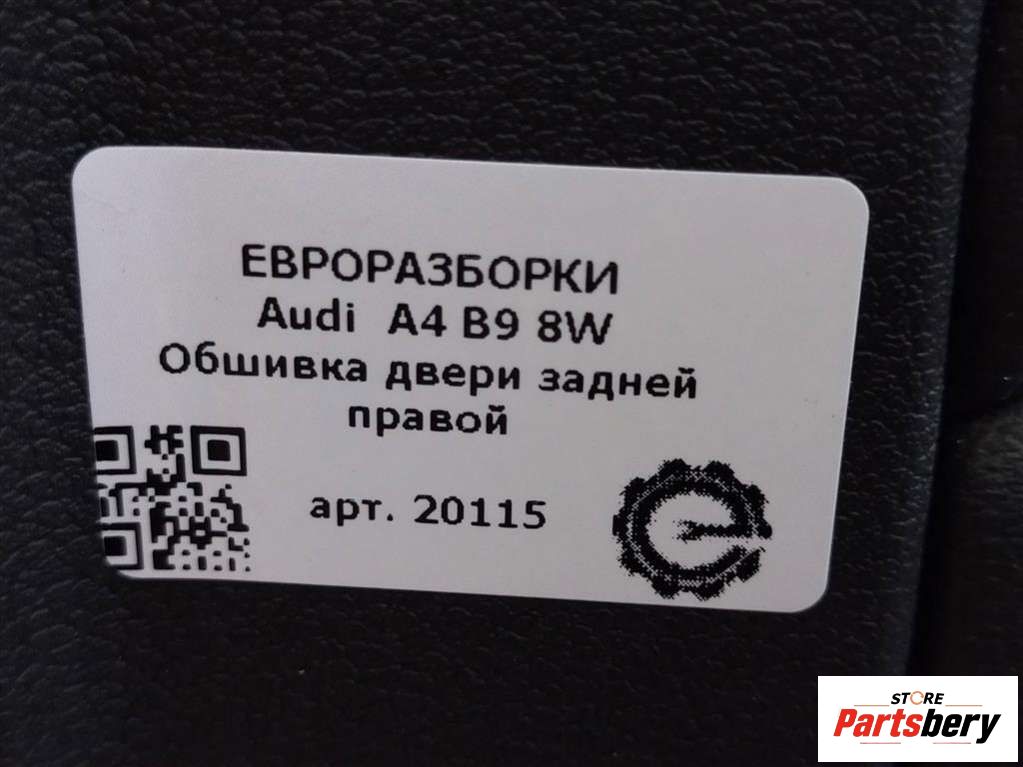 ЕВРОРАЗБОРКИ
Audi A4 B9 8W
Обшивка двери задней
правой
арт. 20115
STORE
Partsbery